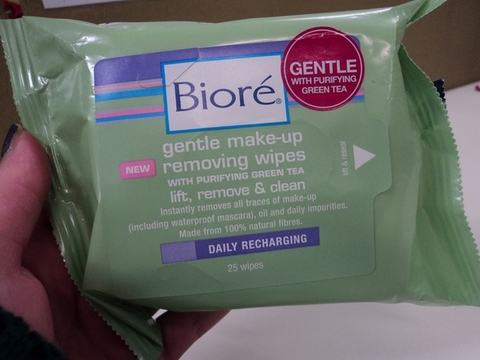 GENTLE
WITH PURIFYING
GREEN TEA
Bioré®
gentle make-up
NEW
removing wipes
WITH PURIFYING GREEN TEA
lift, remove & clean
Instantly removes all traces of make-up
(including waterproof mascara), oil and daily impurities.
Made from 100% natural fibres.
DAILY RECHARGING
25 wipes
lift & reseal